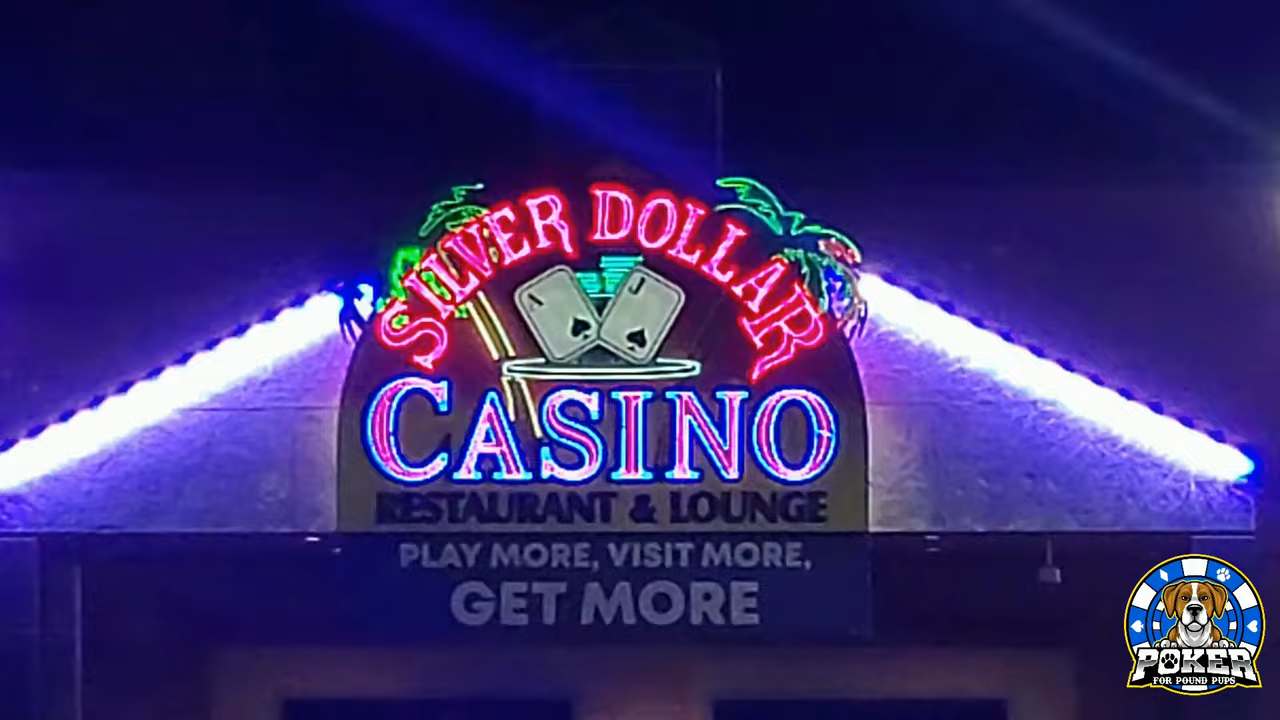 SILVER DOLLAR
J
CASINO
RESTAURANT & LOUNGE
PLAY MORE, VISIT MORE,
GET MORE
POKER
FOR POUND PUPS